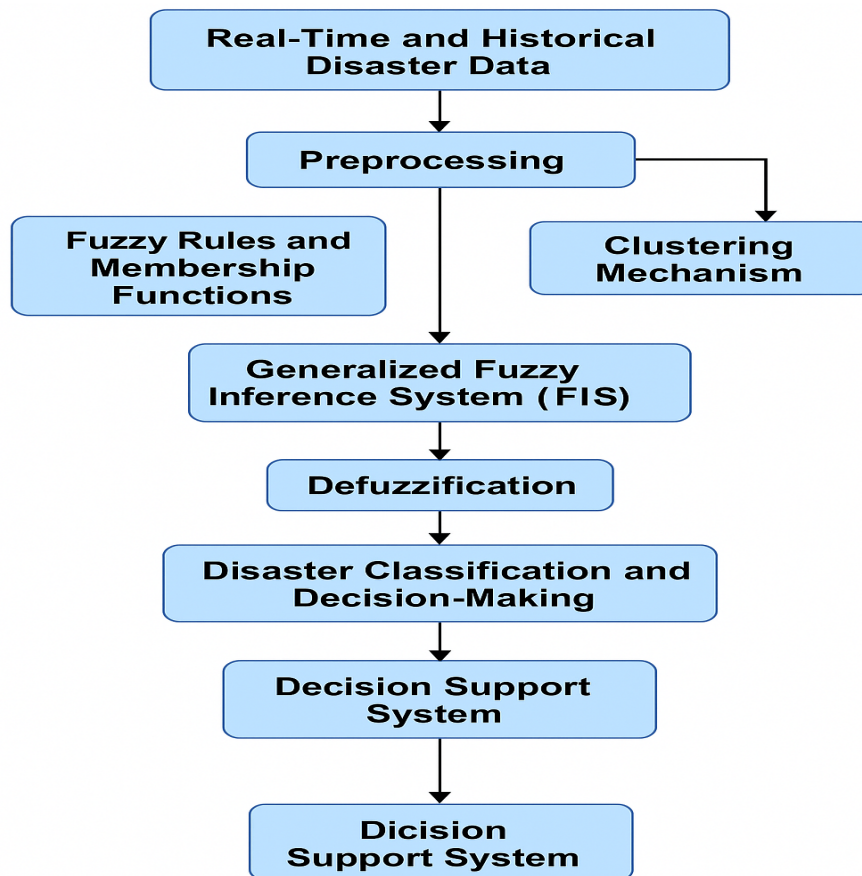 Real-Time and Historical
Disaster Data
Preprocessing
Fuzzy Rules and
Membership
Functions
Clustering
Mechanism
Generalized Fuzzy
Inference System (FIS)
Defuzzification
Disaster Classification and
Decision-Making
Decision Support
System
Dicision
Support System